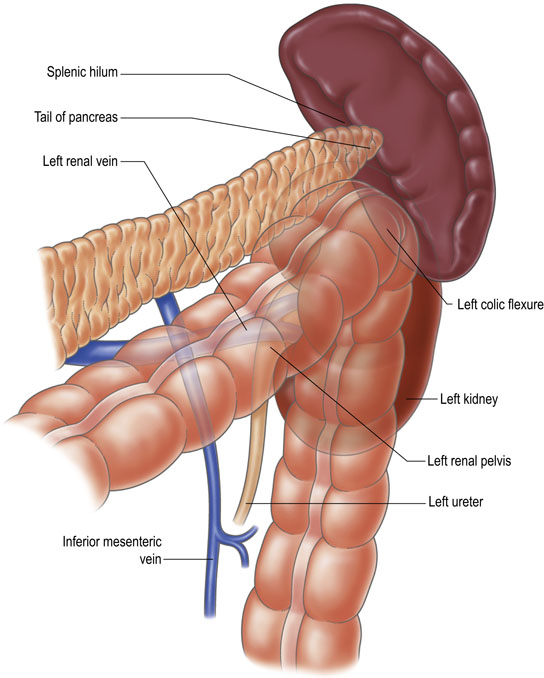 Splenic hilum
Tail of pancreas
Left renal vein
Left colic flexure
Left kidney
Left renal pelvis
Left ureter
Inferior mesenteric
vein